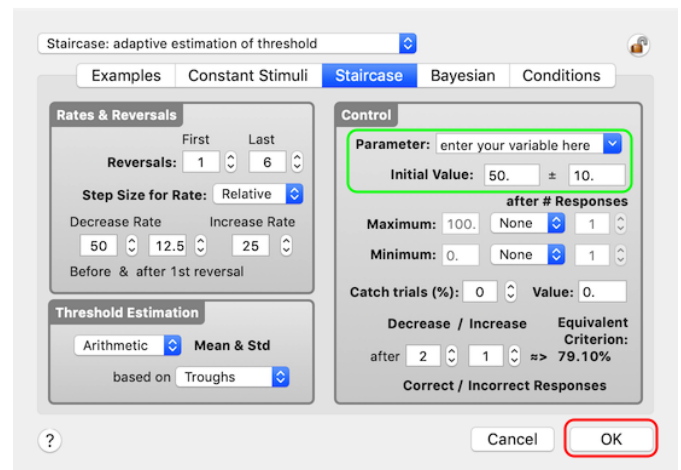 Staircase: adaptive estimation of threshold
Examples Constant Stimuli Staircase Bayesian Conditions
Rates & Reversals
First Last
Reversals: 1 6
Step Size for Rate: Relative
Decrease Rate Increase Rate
50 12.5 25
Before & after 1st reversal
Threshold Estimation
Arithmetic Mean & Std
based on Troughs
Control
Parameter: enter your variable here
Initial Value: 50. ± 10.
after # Responses
Maximum: 100. None 1
Minimum: 0. None 1
Catch trials (%): 0 Value: 0.
Decrease / Increase Equivalent
Criterion:
after 2 1 ≈> 79.10%
Correct / Incorrect Responses
? Cancel OK